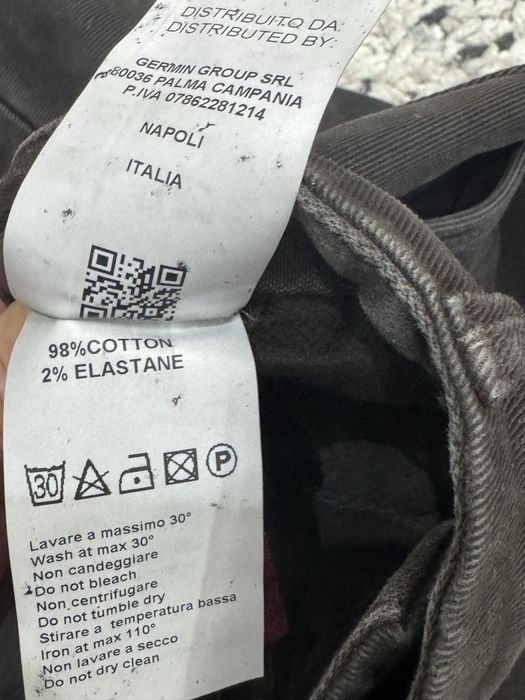 DISTRIBUITO DA:
DISTRIBUTED BY:
GERMIN GROUP SRL
80036 PALMA CAMPANIA
P.IVA 07862281214
NAPOLI
ITALIA
98%COTTON
2% ELASTANE
30 P
Lavare a massimo 30°
Wash at max 30°
Non candeggiare
Do not bleach
Non centrifugare
Do not tumble dry
Stirare a temperatura bassa
Iron at max 110°
Non lavare a secco
Do not dry clean